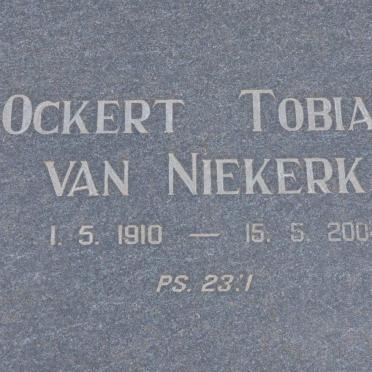 OCKERT TOBIA
VAN NIEKERK
1. 5. 1910 — 15. 5. 200
PS. 23:1